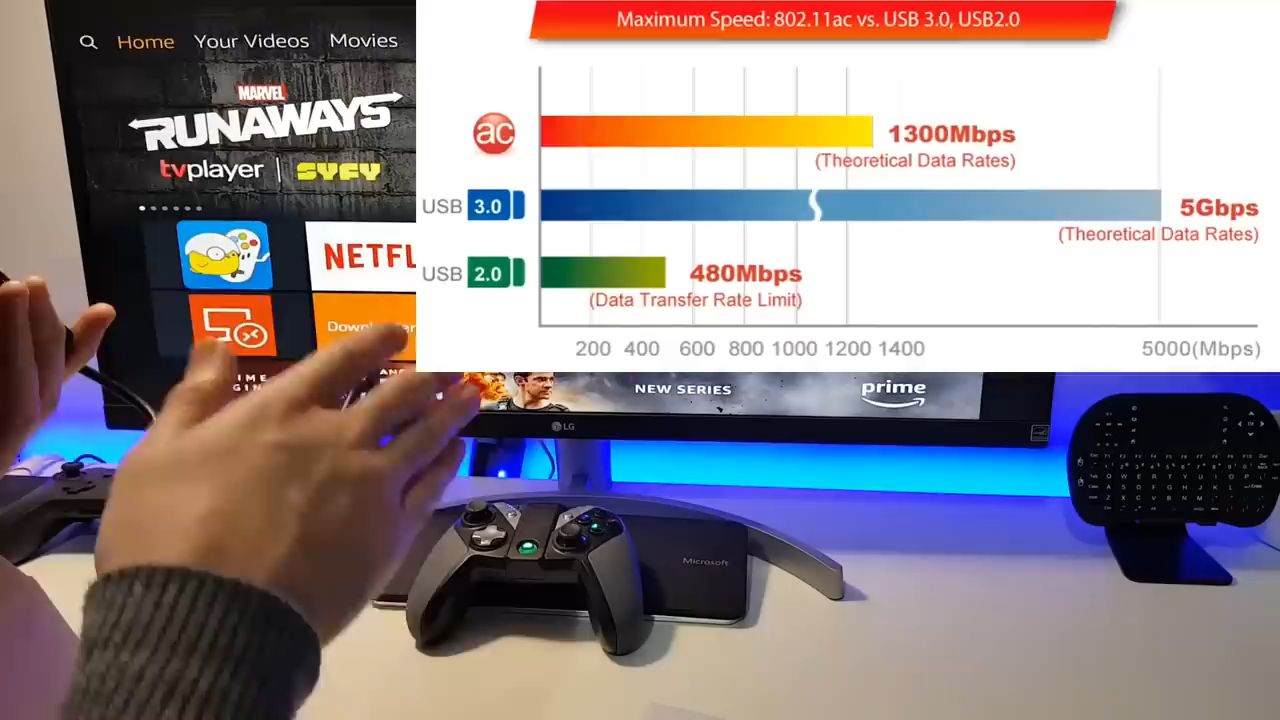 Home Your Videos Movies
MARVEL
RUNAWAYS
tvplayer | SYFY
NETFL
NEW SERIES
prime
LG
Microsoft
Maximum Speed: 802.11ac vs. USB 3.0, USB2.0
ac
1300Mbps
(Theoretical Data Rates)
USB 3.0
5Gbps
(Theoretical Data Rates)
USB 2.0
480Mbps
(Data Transfer Rate Limit)
200 400 600 800 1000 1200 1400 5000(Mbps)